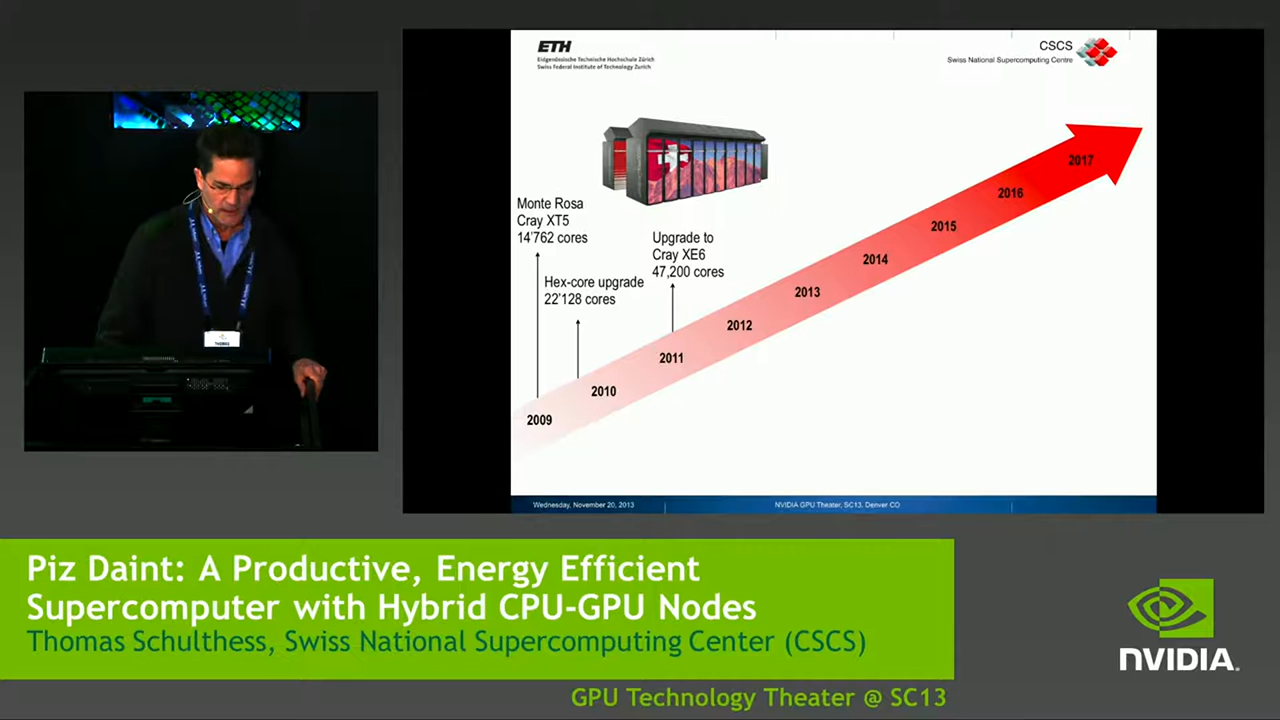 ETH
Eidgenössische Technische Hochschule Zürich
Swiss Federal Institute of Technology Zurich
CSCS
Swiss National Supercomputing Centre
Monte Rosa
Cray XT5
14'762 cores
Hex-core upgrade
22'128 cores
Upgrade to
Cray XE6
47,200 cores
2009
2010
2011
2012
2013
2014
2015
2016
2017
Wednesday, November 20, 2013
NVIDIA GPU Theater, SC13, Denver CO
Piz Daint: A Productive, Energy Efficient
Supercomputer with Hybrid CPU-GPU Nodes
Thomas Schulthess, Swiss National Supercomputing Center (CSCS)
NVIDIA.
GPU Technology Theater @ SC13